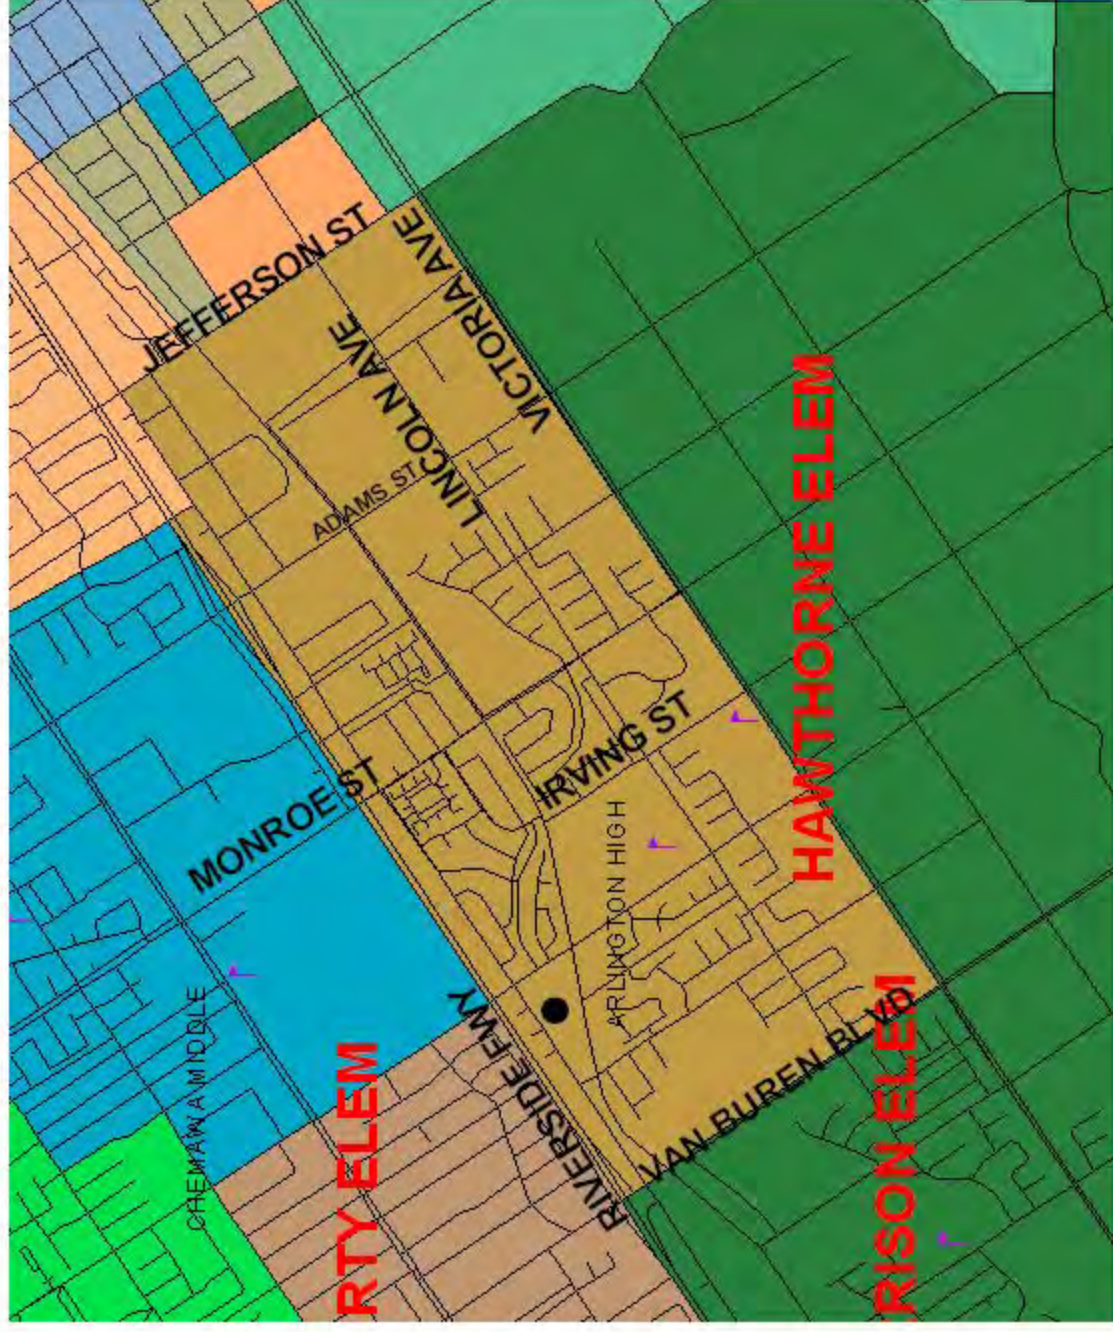 JEFFERSON ST
VICTORIA AVE
LINCOLN AVE
ADAMS ST
HAWTHORNE ELEM
IRVING ST
MONROE ST
ARLINGTON HIGH
RIVERSIDE FWY
VAN BUREN BLVD
CHEMAWA MIDDLE
RTY ELEM
RISON ELEM